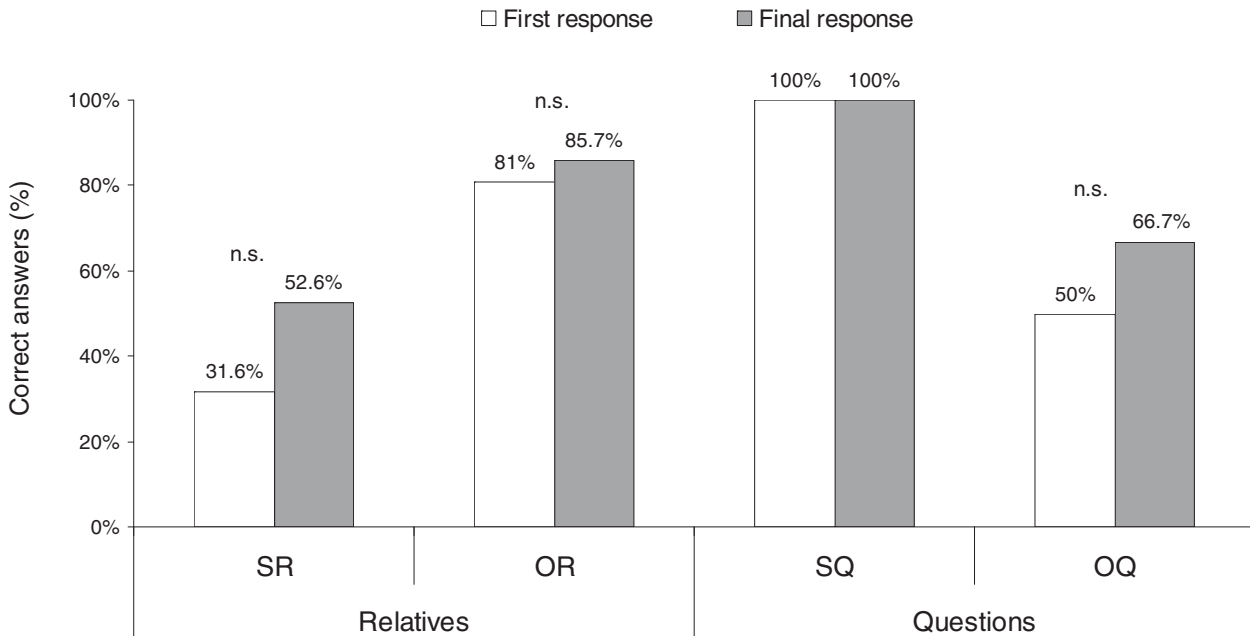 First response Final response
100% 100%
100%
n.s.
85.7%
81%
80%
n.s.
66.7%
n.s.
60%
52.6%
50%
40%
31.6%
20%
0%
Correct answers (%)
SR OR SQ OQ
Relatives Questions